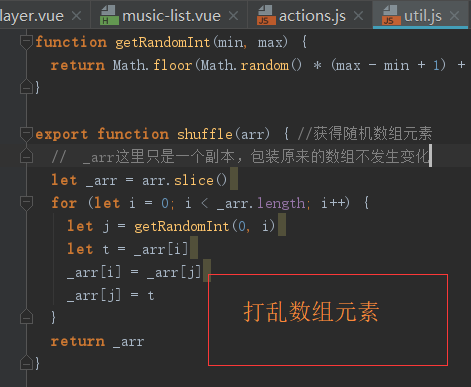 layer.vue × music-list.vue × actions.js × util.js ×
function getRandomInt(min, max) {
return Math.floor(Math.random() * (max - min + 1) +
}
export function shuffle(arr) { //获得随机数组元素
// _arr这里只是一个副本，包装原来的数组不发生变化
let _arr = arr.slice()
for (let i = 0; i < _arr.length; i++) {
let j = getRandomInt(0, i)
let t = _arr[i]
_arr[i] = _arr[j]
_arr[j] = t
}
return _arr
}
打乱数组元素